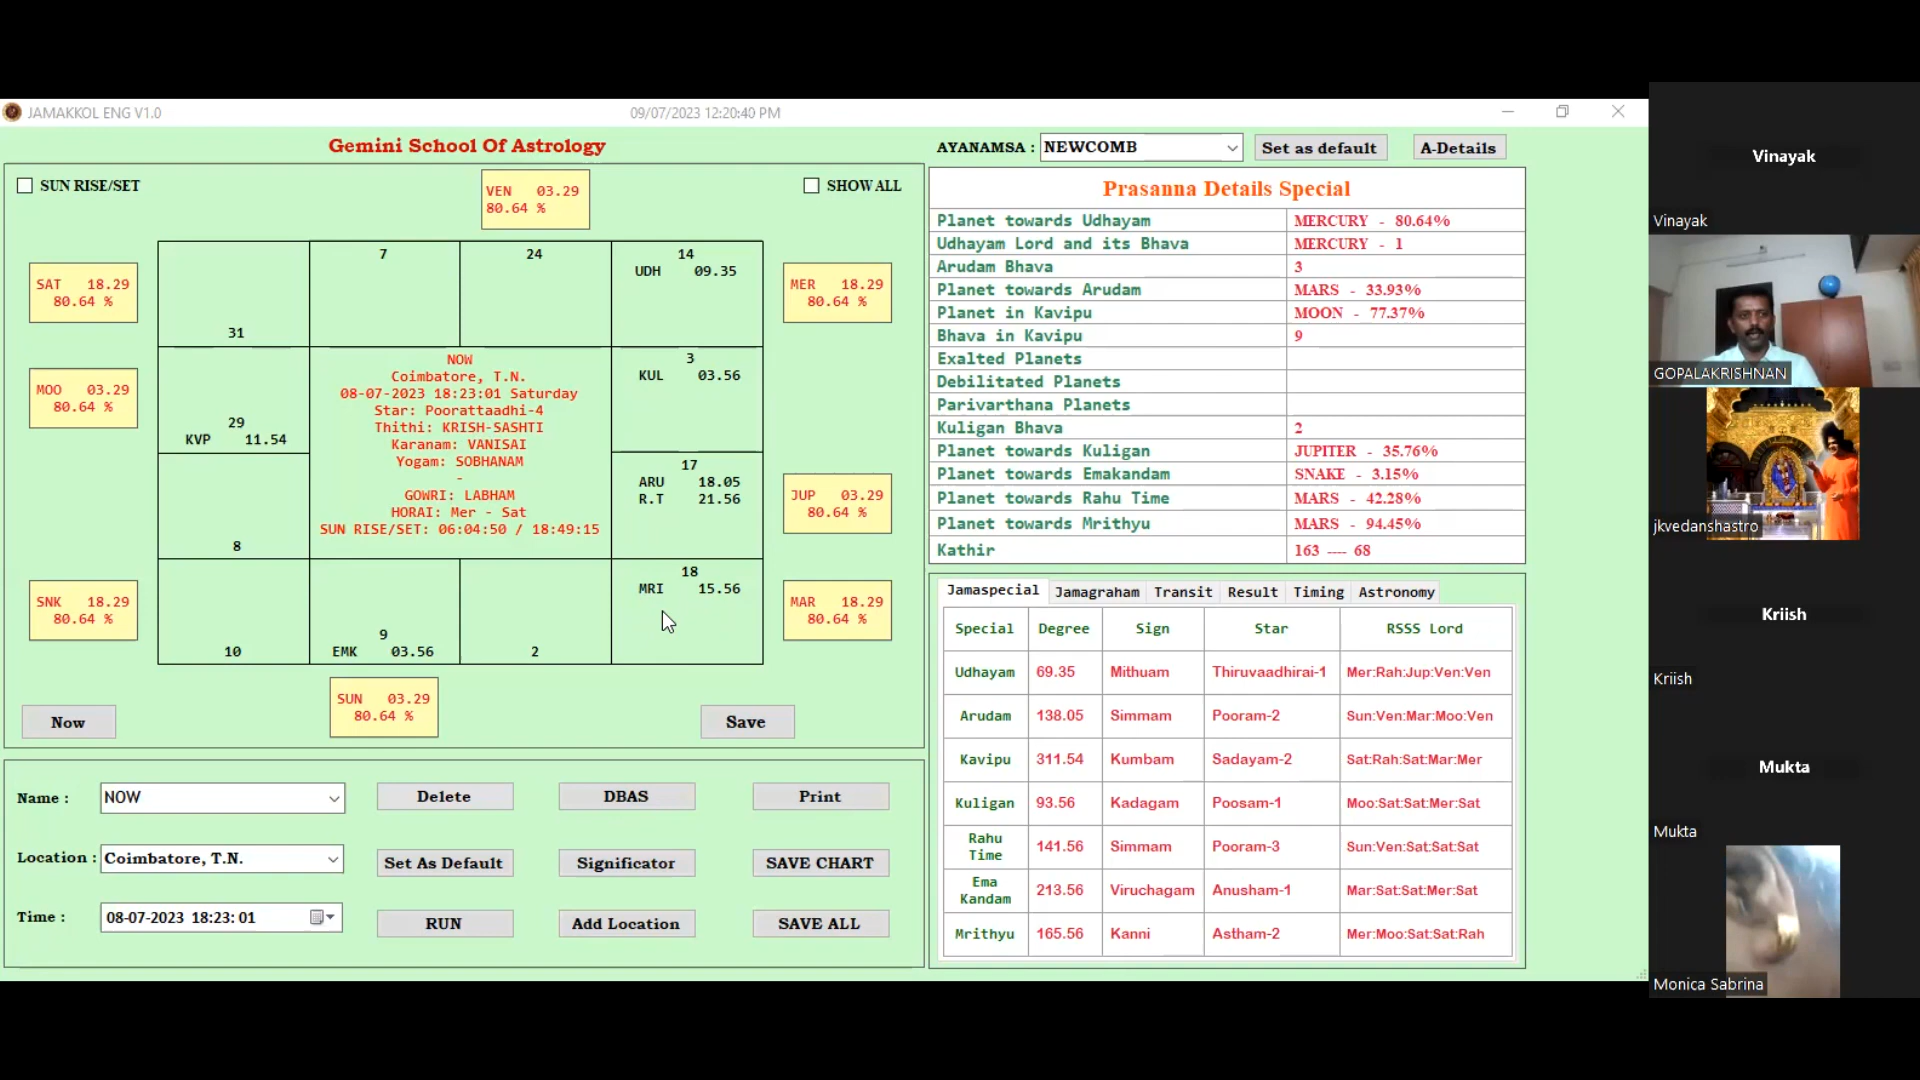 JAMAKKOL ENG V1.0
09/07/2023 12:20:40 PM
Gemini School Of Astrology
SUN RISE/SET
SHOW ALL
VEN 03.29
80.64 %
SAT 18.29
80.64 %
MOO 03.29
80.64 %
SNK 18.29
80.64 %
MER 18.29
80.64 %
JUP 03.29
80.64 %
MAR 18.29
80.64 %
SUN 03.29
80.64 %
31
7
24
14
UDH 09.35
29
KVP 11.54
3
KUL 03.56
8
17
ARU 18.05
R.T 21.56
10
9
EMK 03.56
2
18
MRI 15.56
NOW
Coimbatore, T.N.
08-07-2023 18:23:01 Saturday
Star: Poorattaadhi-4
Thithi: KRISH-SASHTI
Karanam: VANISAI
Yogam: SOBHANAM
-
GOWRI: LABHAM
HORAI: Mer - Sat
SUN RISE/SET: 06:04:50 / 18:49:15
Now
Save
Name :
NOW
Delete
DBAS
Print
Location :
Coimbatore, T.N.
Set As Default
Significator
SAVE CHART
Time :
08-07-2023 18:23: 01
RUN
Add Location
SAVE ALL
AYANAMSA :
NEWCOMB
Set as default
A-Details
Prasanna Details Special
Planet towards Udhayam MERCURY - 80.64%
Udhayam Lord and its Bhava MERCURY - 1
Arudam Bhava 3
Planet towards Arudam MARS - 33.93%
Planet in Kavipu MOON - 77.37%
Bhava in Kavipu 9
Exalted Planets
Debilitated Planets
Parivarthana Planets
Kuligan Bhava 2
Planet towards Kuligan JUPITER - 35.76%
Planet towards Emakandam SNAKE - 3.15%
Planet towards Rahu Time MARS - 42.28%
Planet towards Mrithyu MARS - 94.45%
Kathir 163 ---- 68
Jamaspecial Jamagraham Transit Result Timing Astronomy
Special Degree Sign Star RSSS Lord
Udhayam 69.35 Mithuam Thiruvaadhirai-1 Mer:Rah:Jup:Ven:Ven
Arudam 138.05 Simmam Pooram-2 Sun:Ven:Mar:Moo:Ven
Kavipu 311.54 Kumbam Sadayam-2 Sat:Rah:Sat:Mar:Mer
Kuligan 93.56 Kadagam Poosam-1 Moo:Sat:Sat:Mer:Sat
Rahu Time 141.56 Simmam Pooram-3 Sun:Ven:Sat:Sat:Sat
Ema Kandam 213.56 Viruchagam Anusham-1 Mar:Sat:Sat:Mer:Sat
Mrithyu 165.56 Kanni Astham-2 Mer:Moo:Sat:Sat:Rah
Vinayak
Vinayak
GOPALAKRISHNAN
jkvedanshastro
Kriish
Kriish
Mukta
Mukta
Monica Sabrina